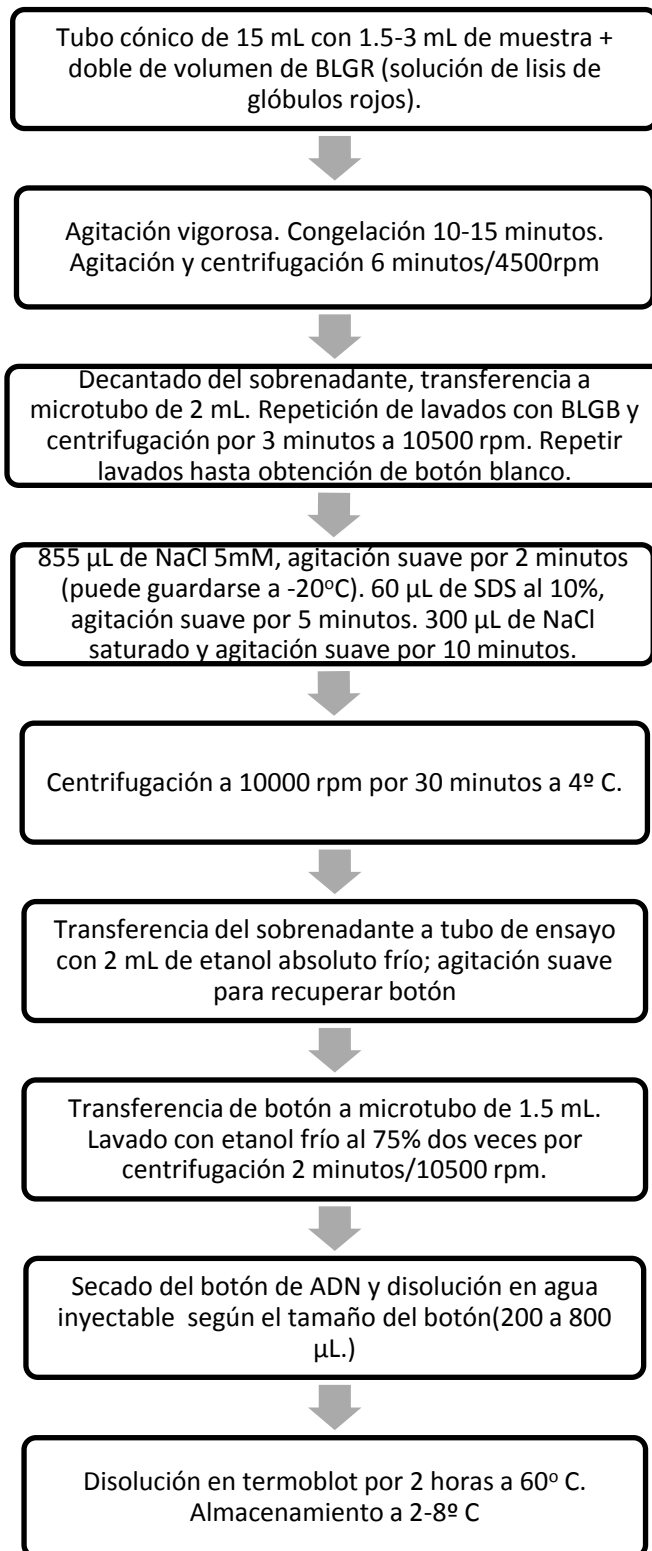 Tubo cónico de 15 mL con 1.5-3 mL de muestra +
doble de volumen de BLGR (solución de lisis de
glóbulos rojos).
Agitación vigorosa. Congelación 10-15 minutos.
Agitación y centrifugación 6 minutos/4500rpm
Decantado del sobrenadante, transferencia a
microtubo de 2 mL. Repetición de lavados con BLGB y
centrifugación por 3 minutos a 10500 rpm. Repetir
lavados hasta obtención de botón blanco.
855 µL de NaCl 5mM, agitación suave por 2 minutos
(puede guardarse a -20°C). 60 µL de SDS al 10%,
agitación suave por 5 minutos. 300 µL de NaCl
saturado y agitación suave por 10 minutos.
Centrifugación a 10000 rpm por 30 minutos a 4º C.
Transferencia del sobrenadante a tubo de ensayo
con 2 mL de etanol absoluto frío; agitación suave
para recuperar botón
Transferencia de botón a microtubo de 1.5 mL.
Lavado con etanol frío al 75% dos veces por
centrifugación 2 minutos/10500 rpm.
Secado del botón de ADN y disolución en agua
inyectable  según el tamaño del botón(200 a 800
µL.)
Disolución en termoblot por 2 horas a 60° C.
Almacenamiento a 2-8º C